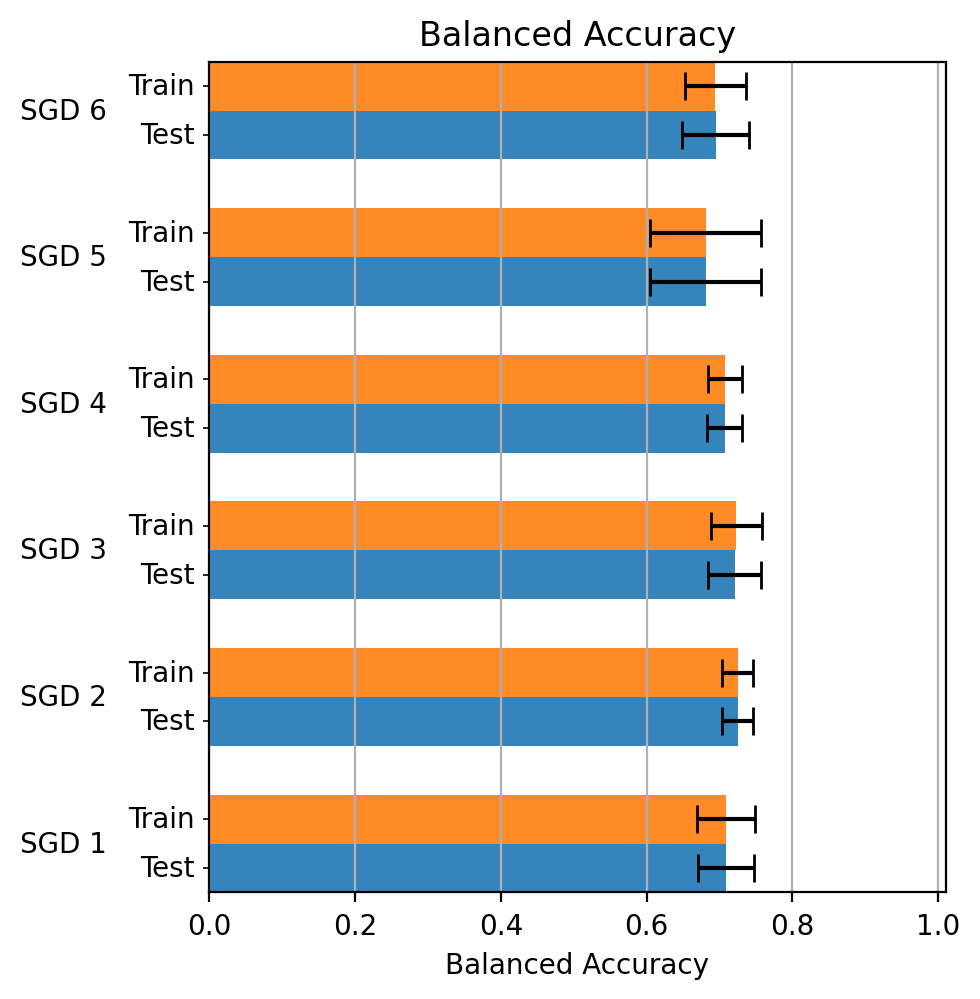 Balanced Accuracy
SGD 6
Train
Test
SGD 5
Train
Test
SGD 4
Train
Test
SGD 3
Train
Test
SGD 2
Train
Test
SGD 1
Train
Test
0.0 0.2 0.4 0.6 0.8 1.0
Balanced Accuracy